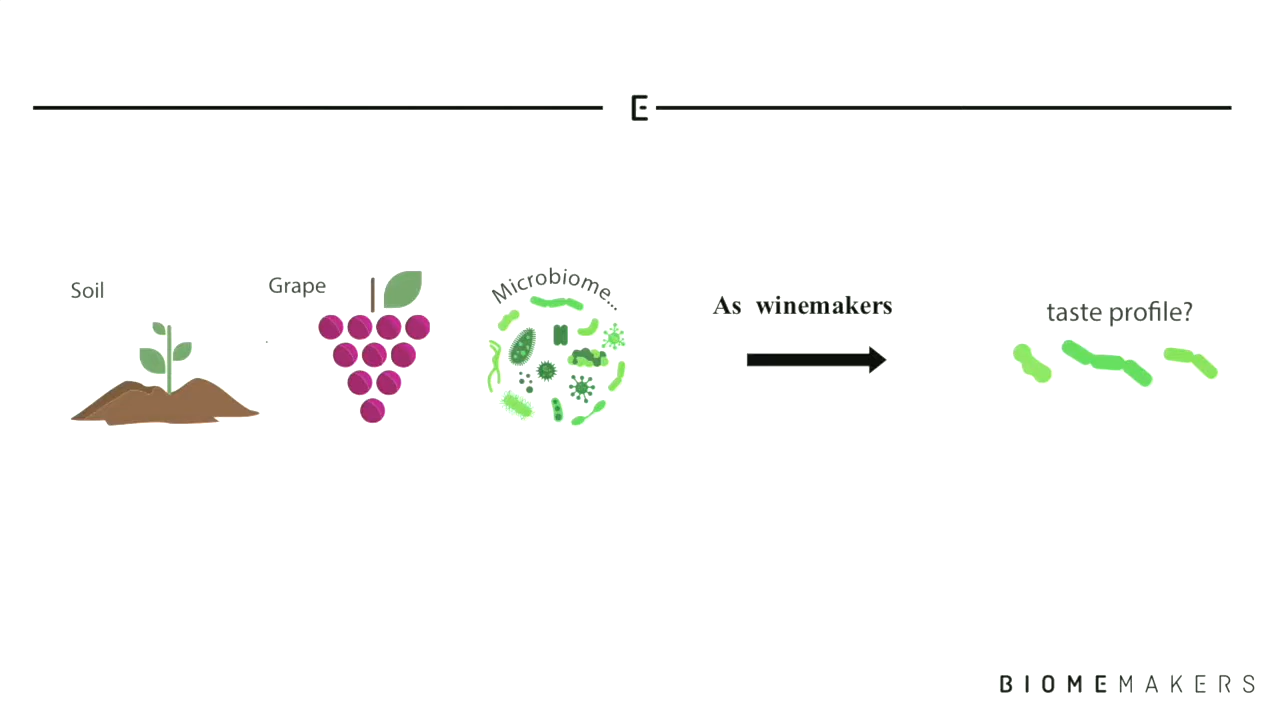 E
Soil
Grape
Microbiome...
As winemakers
taste profile?
BIOMEMAKERS